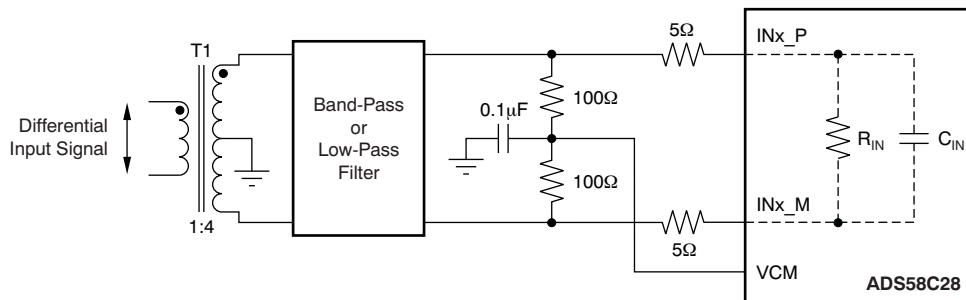 T1
Differential
Input Signal
1:4
Band-Pass
or
Low-Pass
Filter
0.1μF
100Ω
100Ω
5Ω
5Ω
INx_P
R_IN
C_IN
INx_M
VCM
ADS58C28